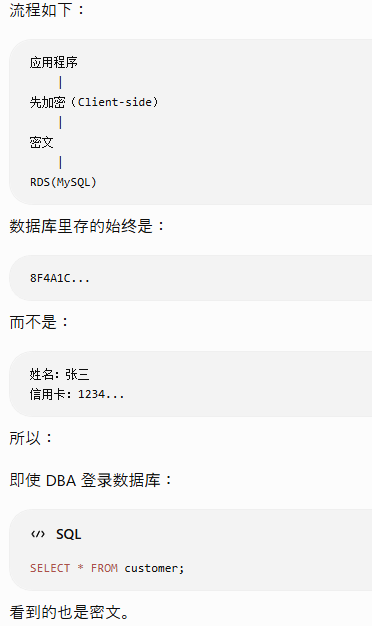 流程如下：
应用程序
|
先加密（Client-side）
|
密文
|
RDS(MySQL)
数据库里存的始终是：
8F4A1C...
而不是：
姓名：张三
信用卡：1234...
所以：
即使 DBA 登录数据库：
</> SQL
SELECT * FROM customer;
看到的也是密文。